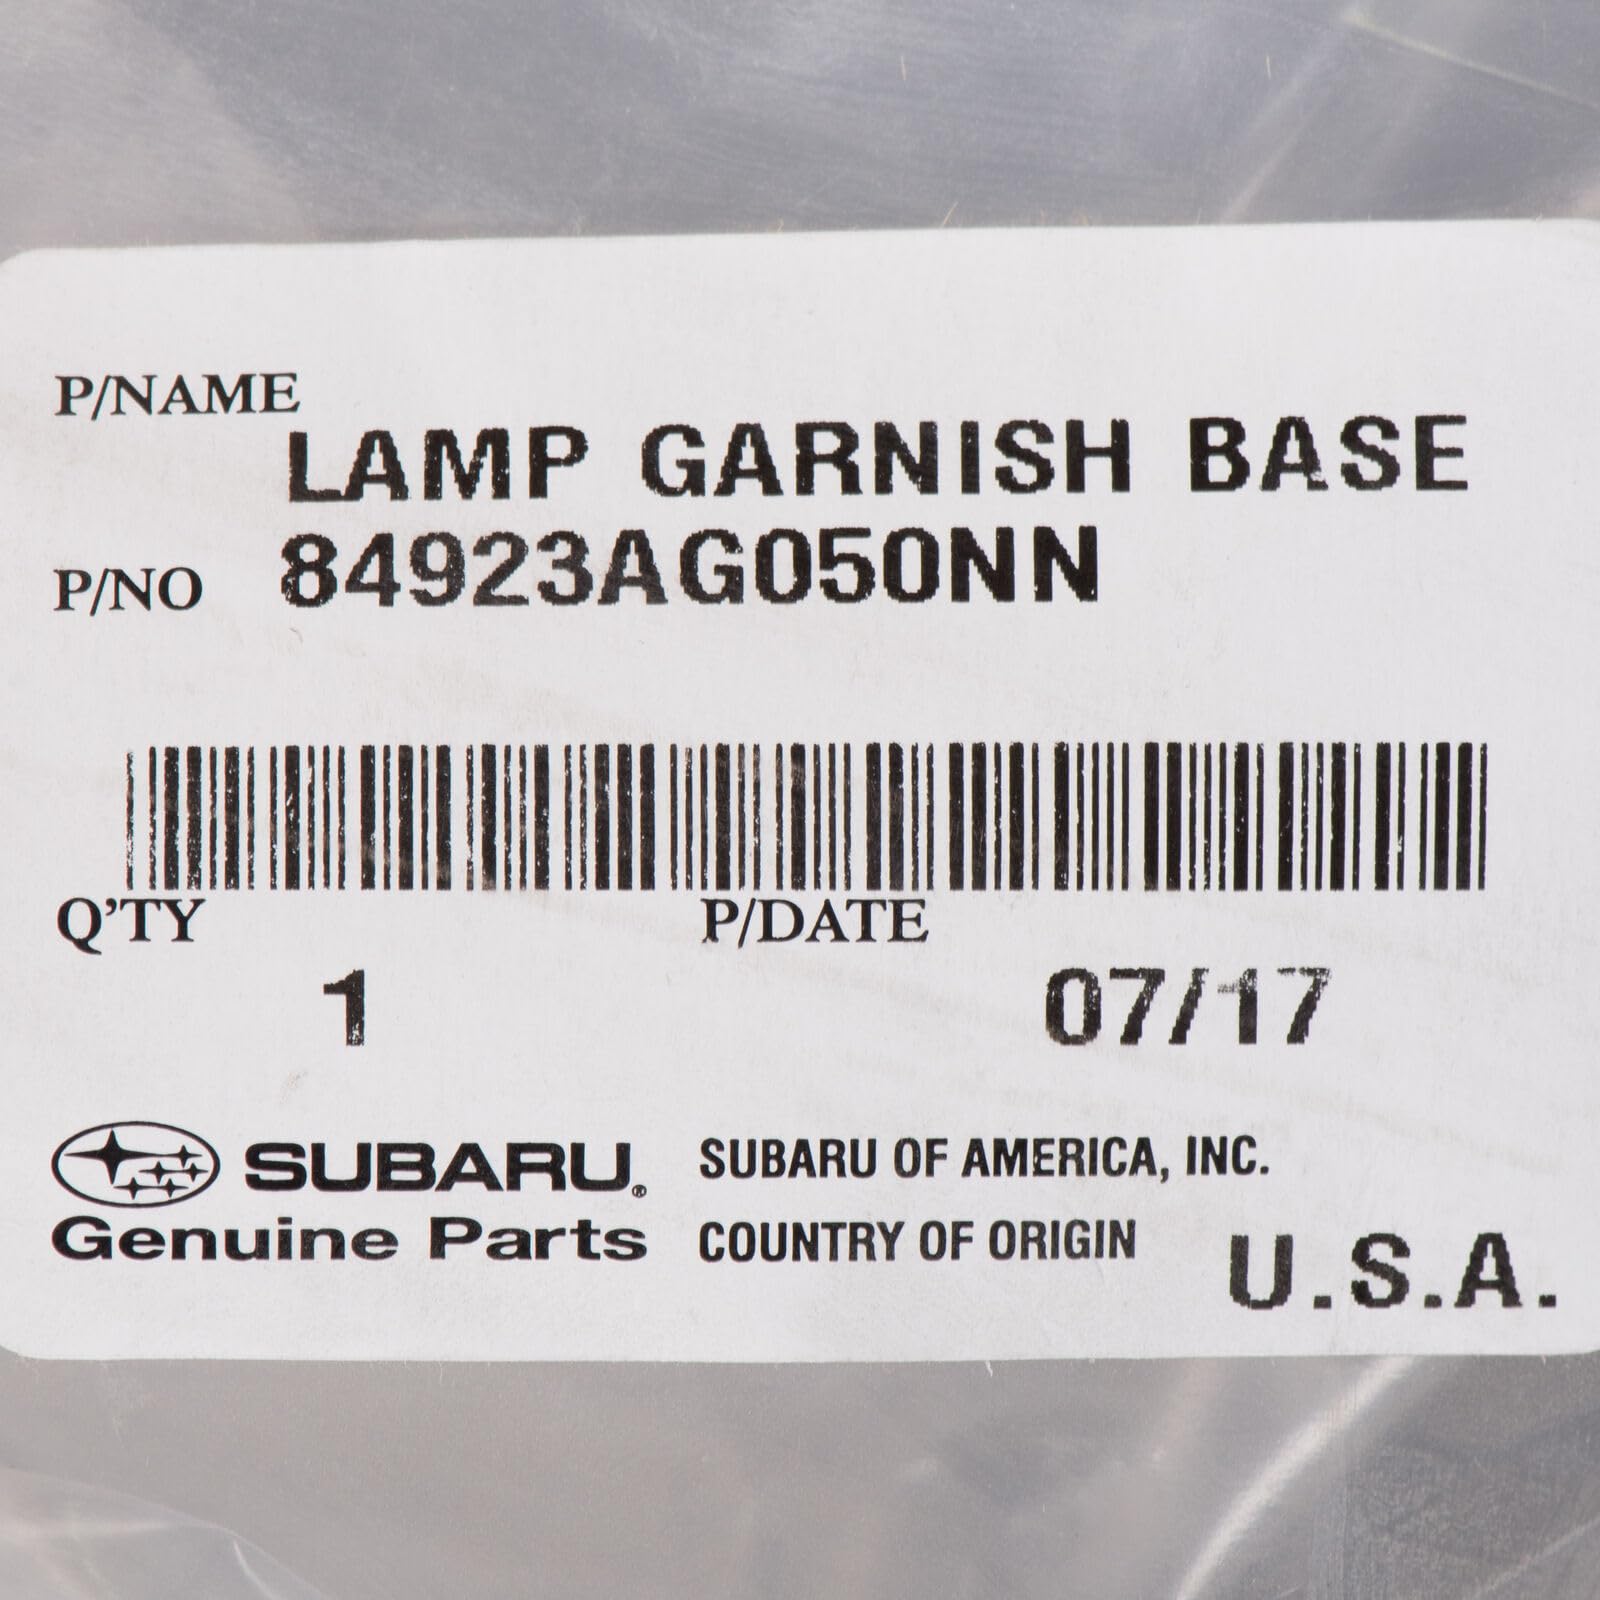 P/NAME
LAMP GARNISH BASE
P/NO 84923AG050NN
Q'TY P/DATE
1 07/17
SUBARU® SUBARU OF AMERICA, INC.
Genuine Parts COUNTRY OF ORIGIN U.S.A.